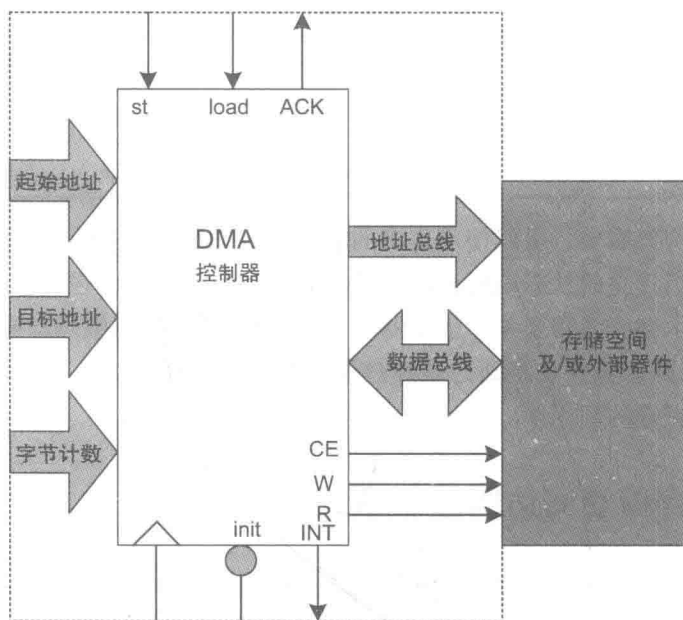 st load ACK
起始地址
DMA
控制器
地址总线
目标地址
数据总线
存储空间
及/或外部器件
字节计数
CE
W
R
init
INT